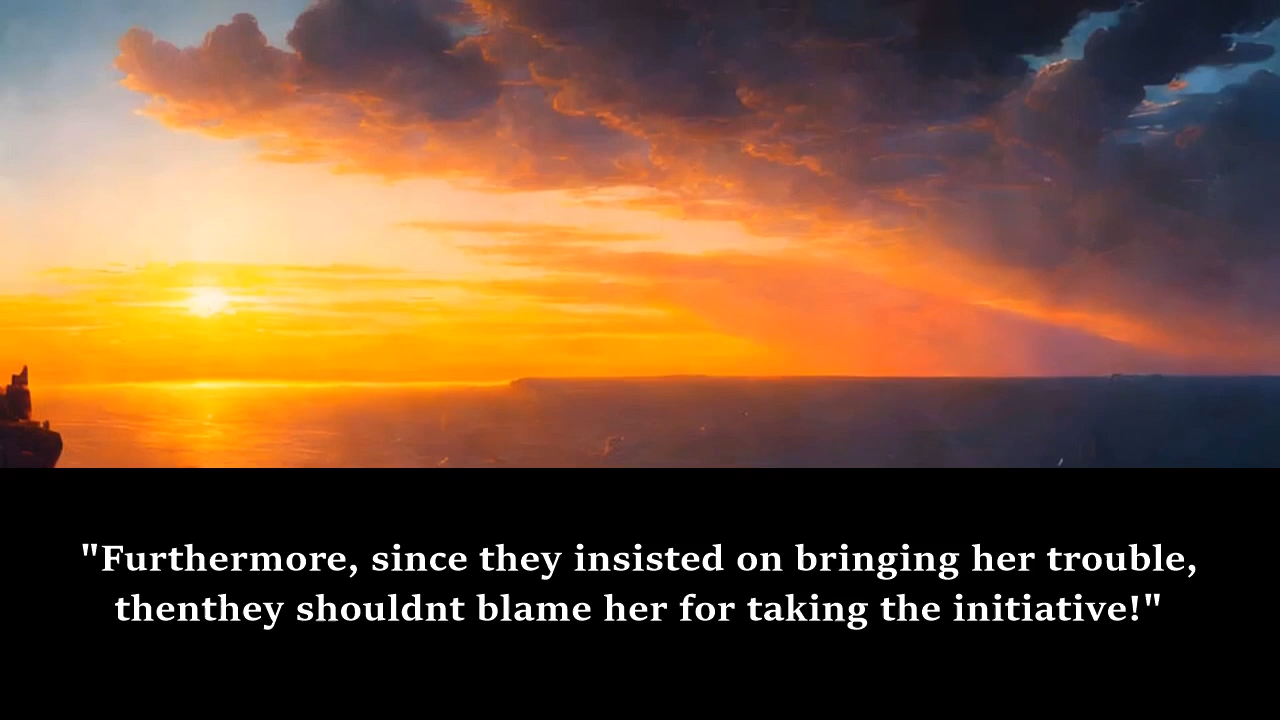 "Furthermore, since they insisted on bringing her trouble,
thenthey shouldnt blame her for taking the initiative!"